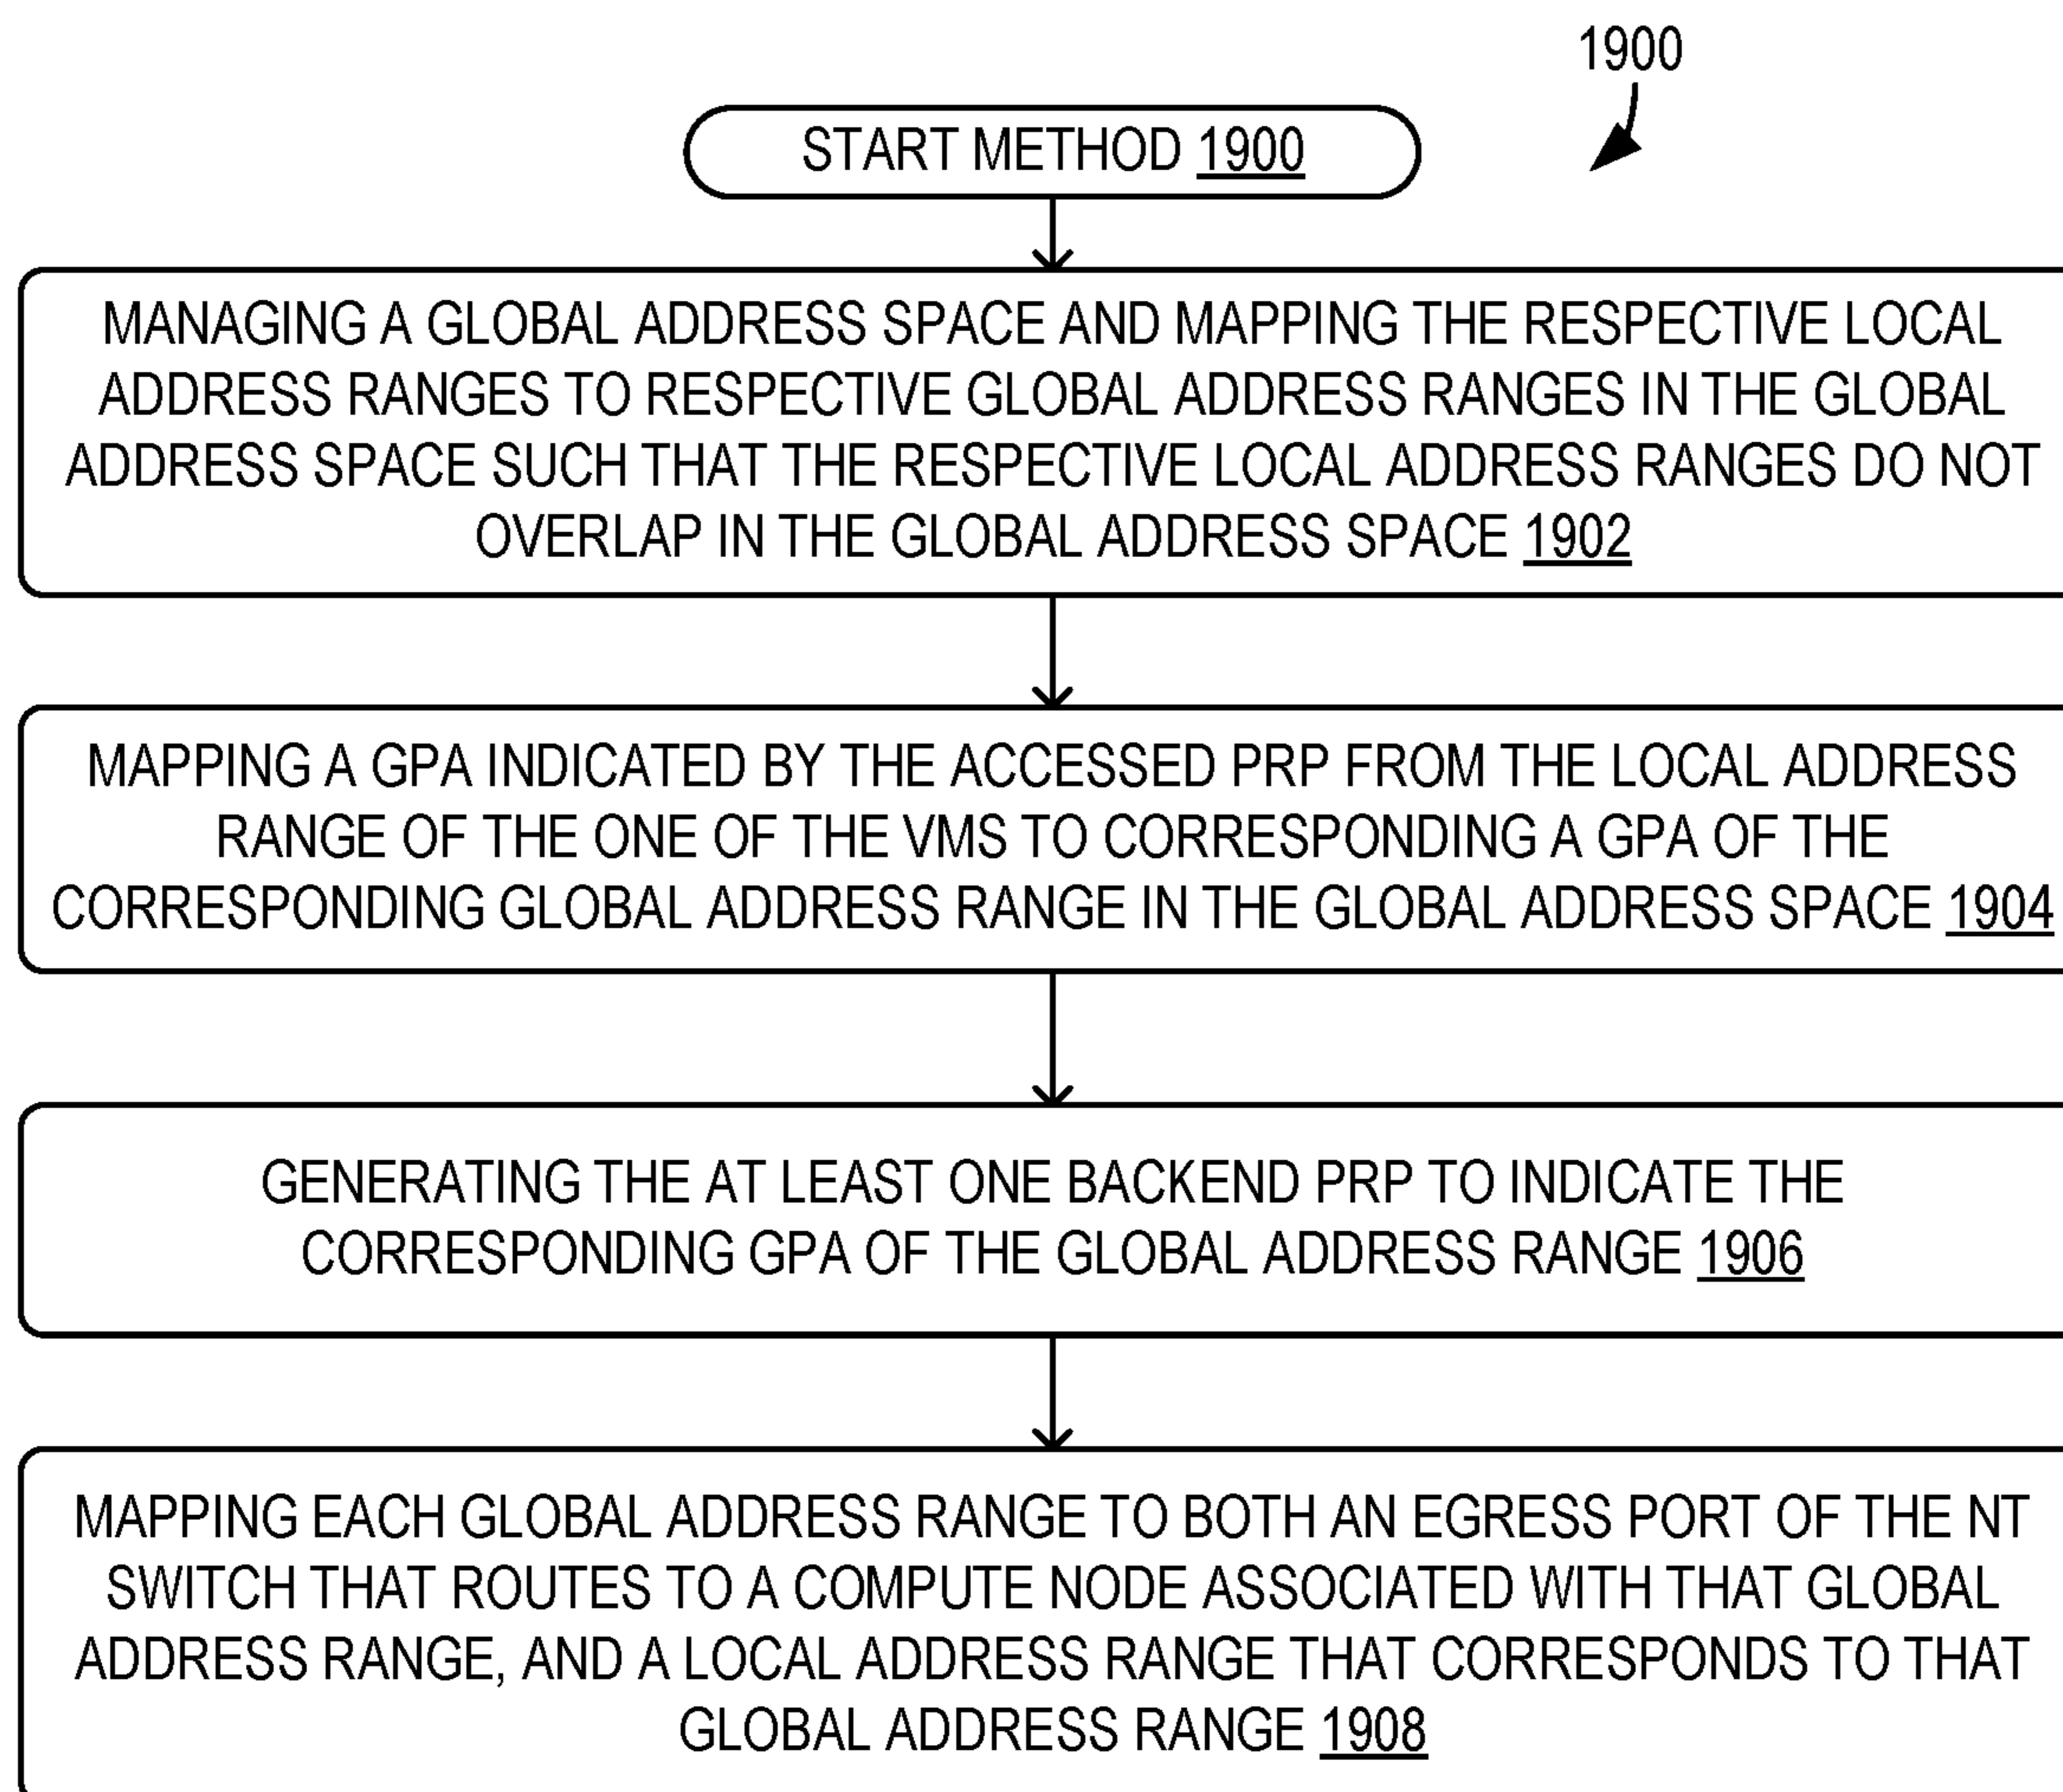 1900
START METHOD 1900
MANAGING A GLOBAL ADDRESS SPACE AND MAPPING THE RESPECTIVE LOCAL
ADDRESS RANGES TO RESPECTIVE GLOBAL ADDRESS RANGES IN THE GLOBAL
ADDRESS SPACE SUCH THAT THE RESPECTIVE LOCAL ADDRESS RANGES DO NOT
OVERLAP IN THE GLOBAL ADDRESS SPACE 1902
MAPPING A GPA INDICATED BY THE ACCESSED PRP FROM THE LOCAL ADDRESS
RANGE OF THE ONE OF THE VMS TO CORRESPONDING A GPA OF THE
CORRESPONDING GLOBAL ADDRESS RANGE IN THE GLOBAL ADDRESS SPACE 1904
GENERATING THE AT LEAST ONE BACKEND PRP TO INDICATE THE
CORRESPONDING GPA OF THE GLOBAL ADDRESS RANGE 1906
MAPPING EACH GLOBAL ADDRESS RANGE TO BOTH AN EGRESS PORT OF THE NT
SWITCH THAT ROUTES TO A COMPUTE NODE ASSOCIATED WITH THAT GLOBAL
ADDRESS RANGE, AND A LOCAL ADDRESS RANGE THAT CORRESPONDS TO THAT
GLOBAL ADDRESS RANGE 1908